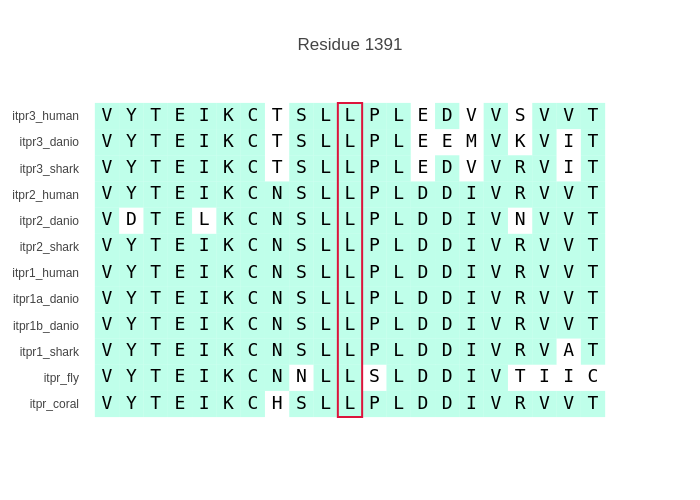 Residue 1391
itpr3_human V Y T E I K C T S L L P L E D V V S V V T
itpr3_danio V Y T E I K C T S L L P L E E M V K V I T
itpr3_shark V Y T E I K C T S L L P L E D V V R V I T
itpr2_human V Y T E I K C N S L L P L D D I V R V V T
itpr2_danio V D T E L K C N S L L P L D D I V N V V T
itpr2_shark V Y T E I K C N S L L P L D D I V R V V T
itpr1_human V Y T E I K C N S L L P L D D I V R V V T
itpr1a_danio V Y T E I K C N S L L P L D D I V R V V T
itpr1b_danio V Y T E I K C N S L L P L D D I V R V V T
itpr1_shark V Y T E I K C N S L L P L D D I V R V A T
itpr_fly V Y T E I K C N N L L S L D D I V T I I C
itpr_coral V Y T E I K C H S L L P L D D I V R V V T